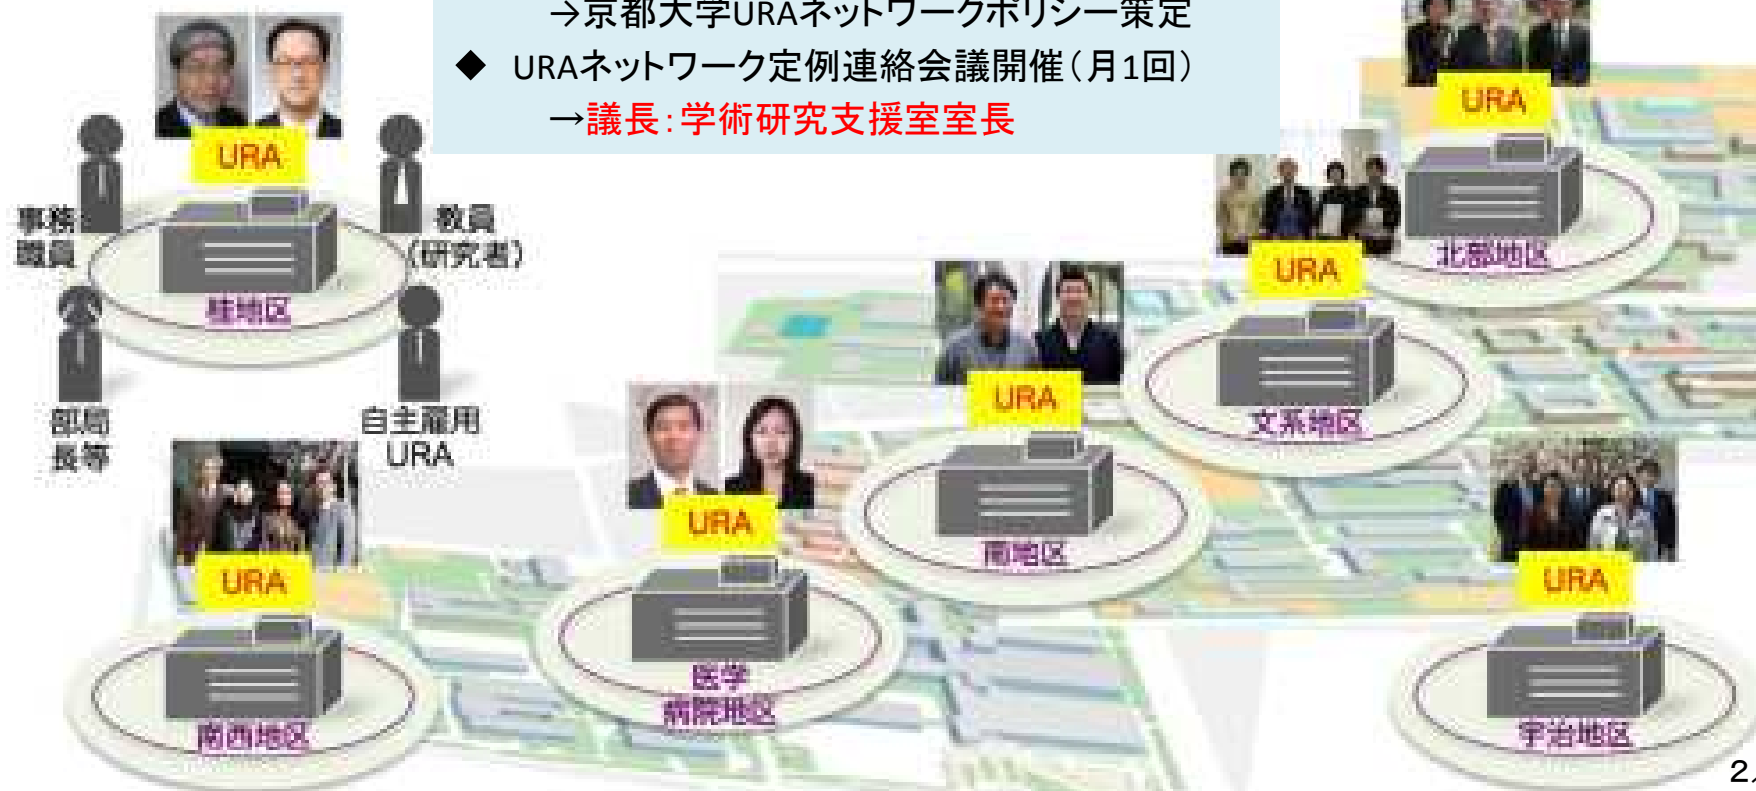 →京都大学URAネットワークポリシー策定
◆ URAネットワーク定例連絡会議開催（月1回）
→議長：学術研究支援室室長
URA
事務
職員
教員
（研究者）
桂地区
部局
長等
自主雇用
URA
URA
北部地区
URA
文系地区
URA
南地区
URA
医学
病院地区
URA
南西地区
URA
宇治地区
2